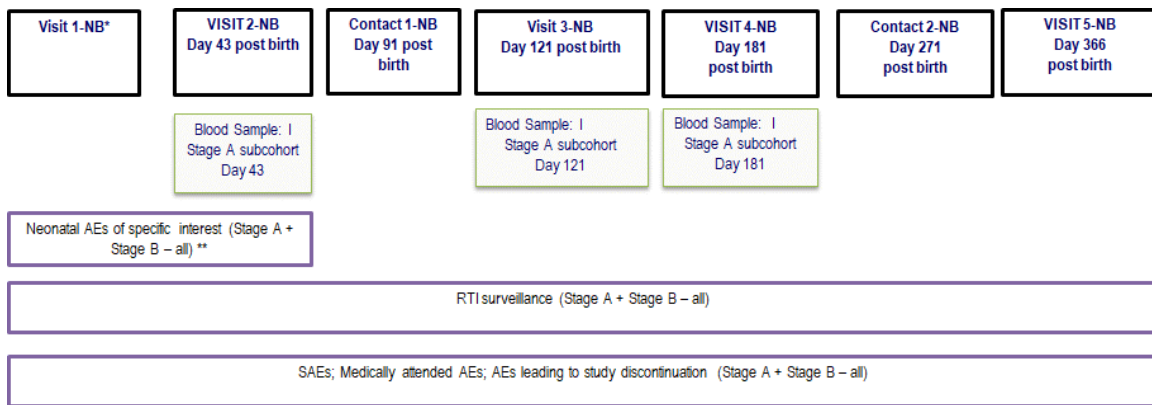 Visit 1-NB*
VISIT 2-NB
Day 43 post birth
Contact 1-NB
Day 91 post
birth
Visit 3-NB
Day 121 post birth
VISIT 4-NB
Day 181
post birth
Contact 2-NB
Day 271
post birth
VISIT 5-NB
Day 366
post birth
Blood Sample: I
Stage A subcohort
Day 43
Blood Sample: I
Stage A subcohort
Day 121
Blood Sample: I
Stage A subcohort
Day 181
Neonatal AEs of specific interest (Stage A +
Stage B – all) **
RTI surveillance (Stage A + Stage B – all)
SAEs; Medically attended AEs; AEs leading to study discontinuation (Stage A + Stage B – all)